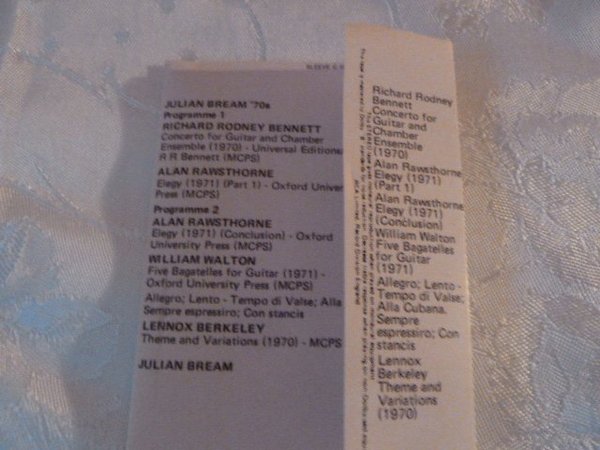 SLEEVE
JULIAN BREAM '70s
Programme 1
RICHARD RODNEY BENNETT
Concerto for Guitar and Chamber
Ensemble (1970) - Universal Editions
R R Bennett (MCPS)
ALAN RAWSTHORNE
Elegy (1971) (Part 1) - Oxford Univer
Press (MCPS)
Programme 2
ALAN RAWSTHORNE
Elegy (1971) (Conclusion) - Oxford
University Press (MCPS)
WILLIAM WALTON
Five Bagatelles for Guitar (1971) -
Oxford University Press (MCPS)
Allegro; Lento - Tempo di Valse; Alla
Sempre espressiro; Con stancis
LENNOX BERKELEY
Theme and Variations (1970) - MCPS
JULIAN BREAM
Richard Rodney
Bennett
Concerto for
Guitar and
Chamber
Ensemble
(1970)
Alan Rawsthorne
Elegy (1971)
(Part 1)
Alan Rawsthorne
Elegy (1971)
(Conclusion)
William Walton
Five Bagatelles
for Guitar
(1971)
Allegro; Lento -
Tempo di Valse;
Alla Cubana.
Sempre
espressiro; Con
stancis
Lennox
Berkeley
Theme and
Variations
(1970)